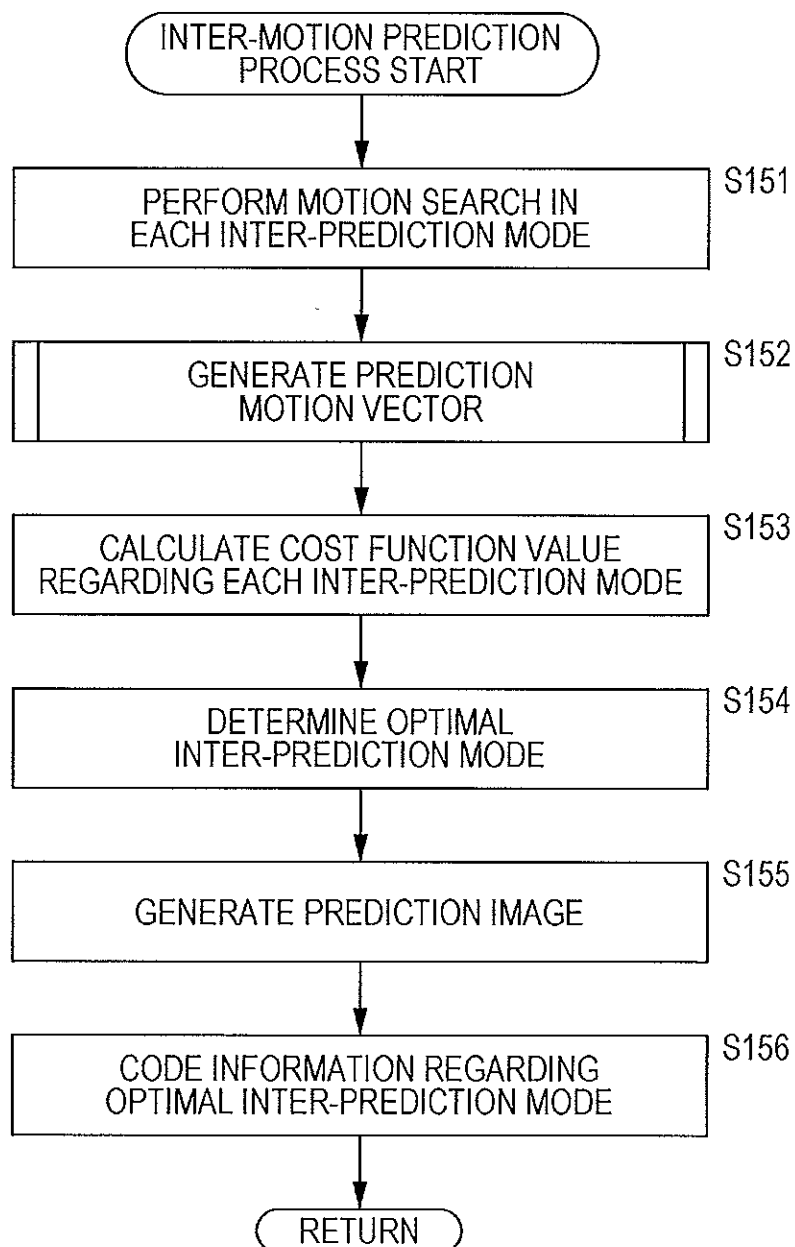 INTER-MOTION PREDICTION
PROCESS START
S151
PERFORM MOTION SEARCH IN
EACH INTER-PREDICTION MODE
S152
GENERATE PREDICTION
MOTION VECTOR
S153
CALCULATE COST FUNCTION VALUE
REGARDING EACH INTER-PREDICTION MODE
S154
DETERMINE OPTIMAL
INTER-PREDICTION MODE
S155
GENERATE PREDICTION IMAGE
S156
CODE INFORMATION REGARDING
OPTIMAL INTER-PREDICTION MODE
RETURN